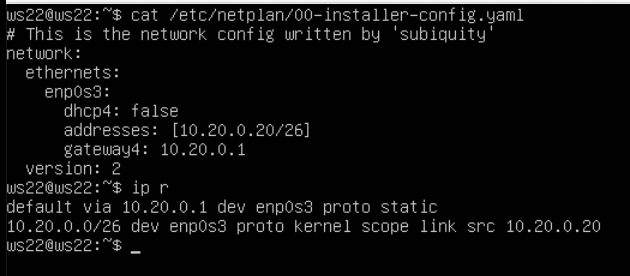 ws22@ws22:~$ cat /etc/netplan/00-installer-config.yaml
# This is the network config written by 'subiquity'
network:
  ethernets:
    enp0s3:
      dhcp4: false
      addresses: [10.20.0.20/26]
      gateway4: 10.20.0.1
  version: 2
ws22@ws22:~$ ip r
default via 10.20.0.1 dev enp0s3 proto static
10.20.0.0/26 dev enp0s3 proto kernel scope link src 10.20.0.20
ws22@ws22:~$ _